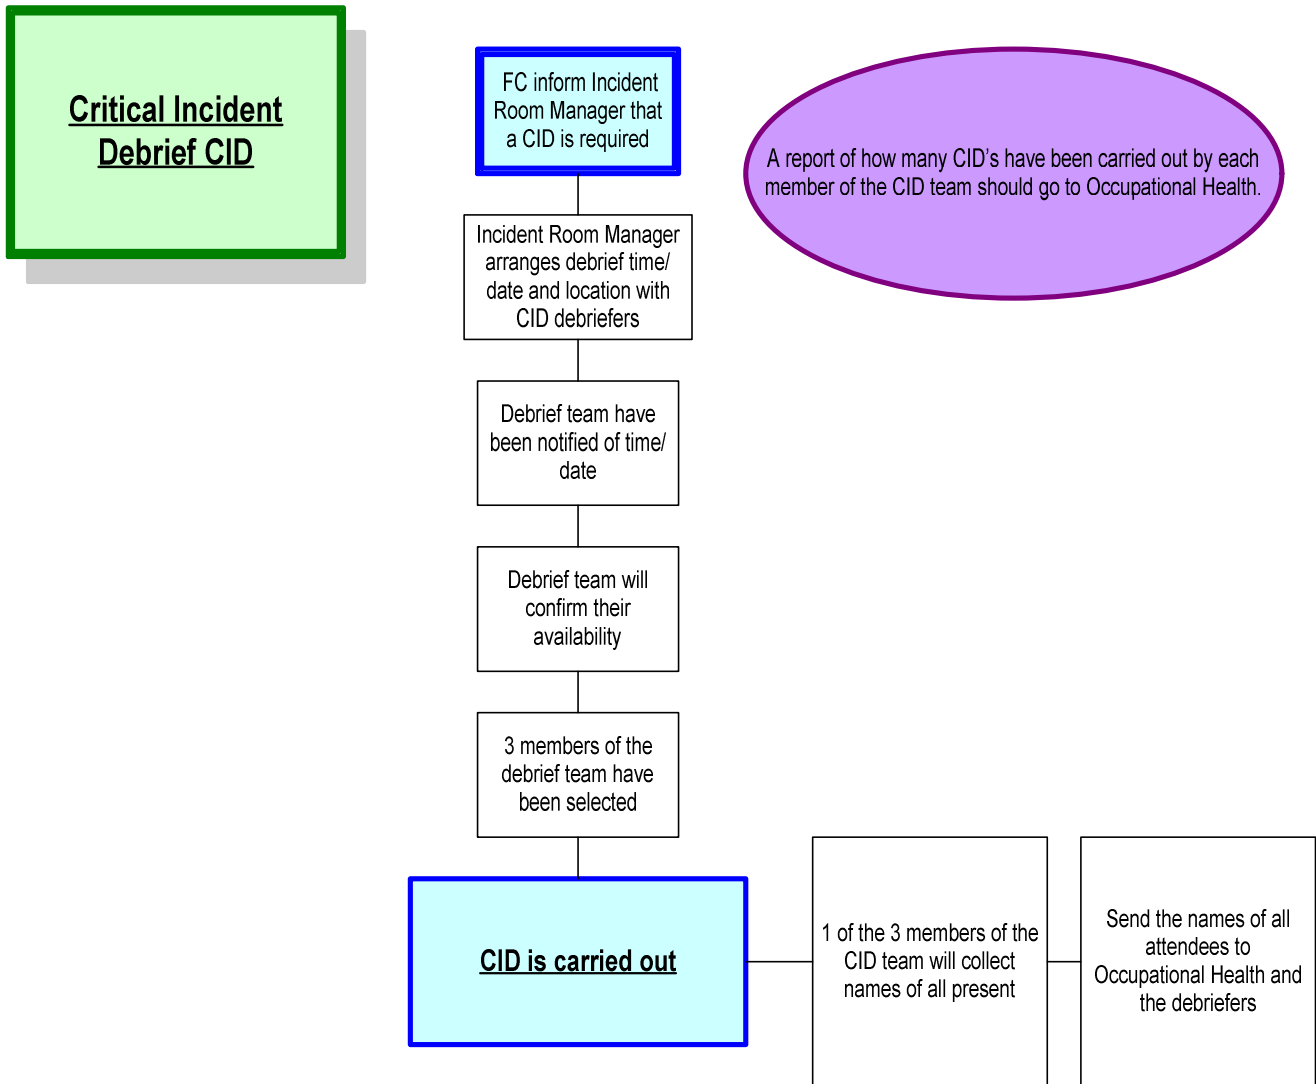 Critical Incident
Debrief CID
FC inform Incident
Room Manager that
a CID is required
A report of how many CID’s have been carried out by each
member of the CID team should go to Occupational Health.
Incident Room Manager
arranges debrief time/
date and location with
CID debriefers
Debrief team have
been notified of time/
date
Debrief team will
confirm their
availability
3 members of the
debrief team have
been selected
CID is carried out
1 of the 3 members of the
CID team will collect
names of all present
Send the names of all
attendees to
Occupational Health and
the debriefers